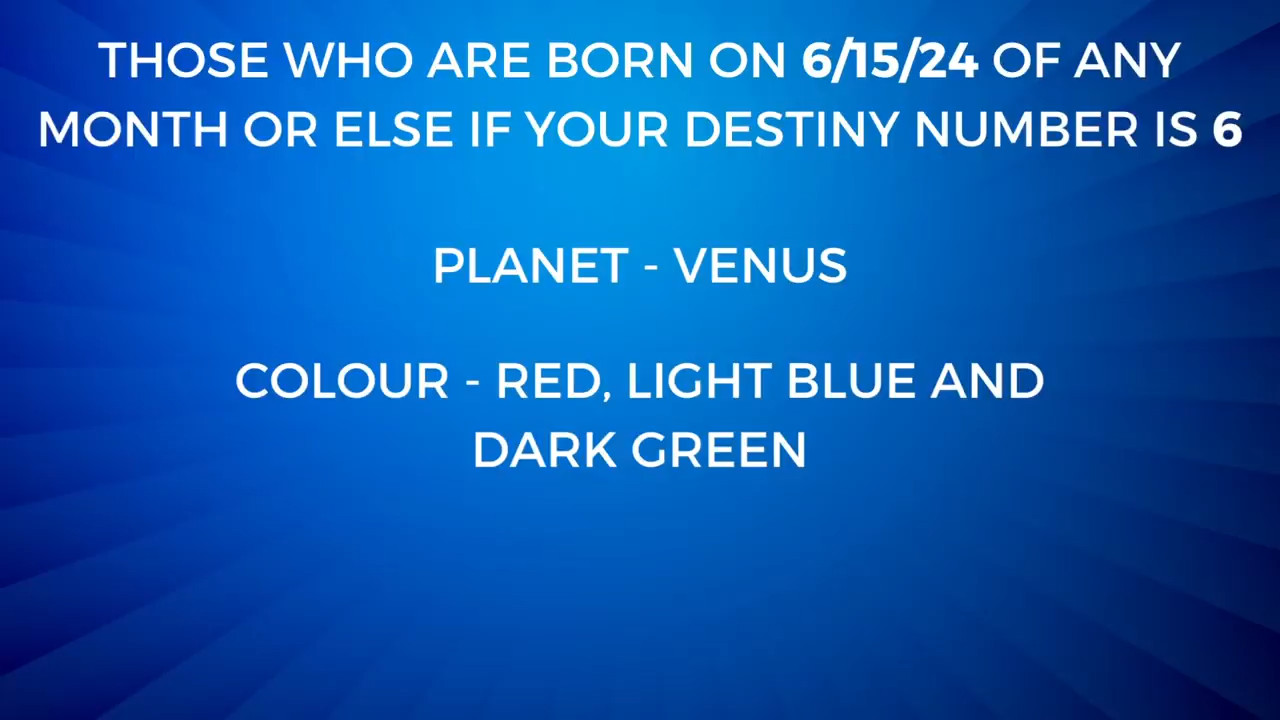 THOSE WHO ARE BORN ON 6/15/24 OF ANY
MONTH OR ELSE IF YOUR DESTINY NUMBER IS 6
PLANET - VENUS
COLOUR - RED, LIGHT BLUE AND
DARK GREEN